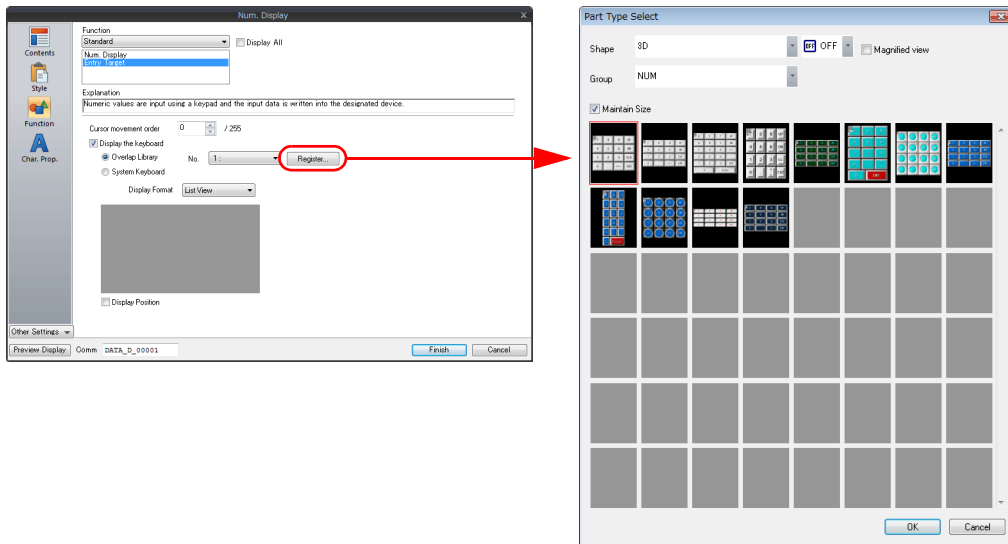 Num. Display
X
Contents
Style
Function
Char. Prop.
Other Settings
Function
Standard
Display All
Num. Display
Entry Target
Explanation
Numeric values are input using a keypad and the input data is written into the designated device.
Cursor movement order 0 / 255
Display the keyboard
Overlap Library No. 1 : Register...
System Keyboard
Display Format List View
Display Position
Preview Display Comm DATA_D_00001 Finish Cancel
Part Type Select
Shape 3D OFF OFF Magnified view
Group NUM
Maintain Size
OK Cancel